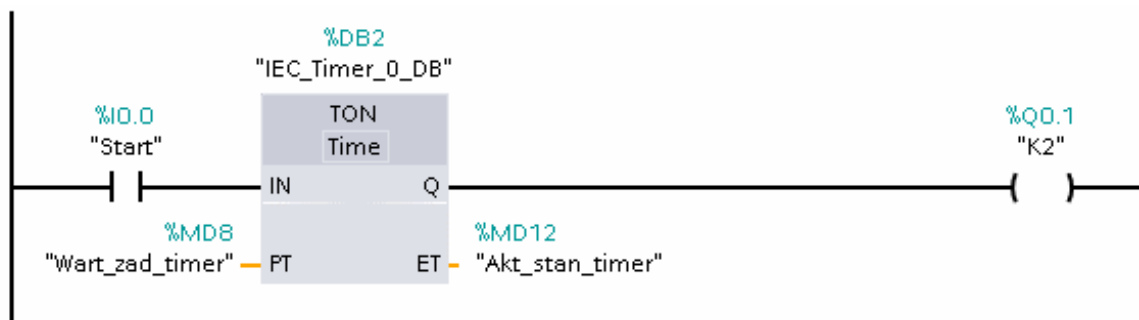 %DB2
"IEC_Timer_0_DB"
%I0.0
"Start"
TON
Time
IN
Q
%Q0.1
"K2"
%MD8
"Wart_zad_timer"
PT
ET
%MD12
"Akt_stan_timer"